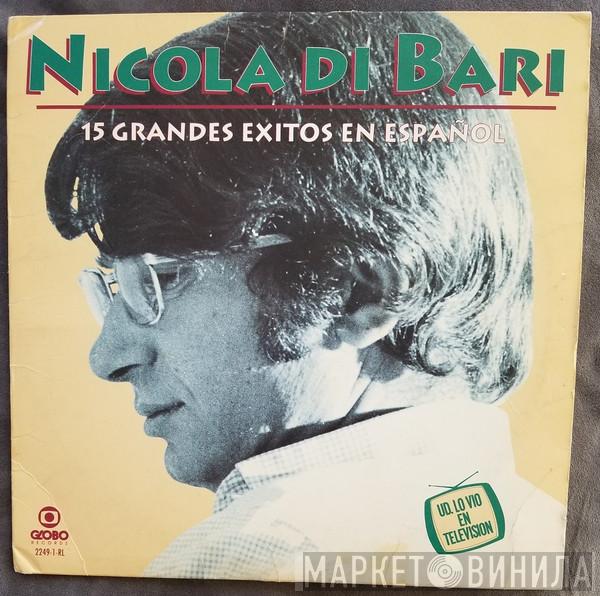 NICOLA DI BARI
15 GRANDES EXITOS EN ESPAÑOL
UD. LO VIO
EN
TELEVISION
GLOBO
RECORDS
2249-1-RL
МАРКЕТ ВИНИЛА